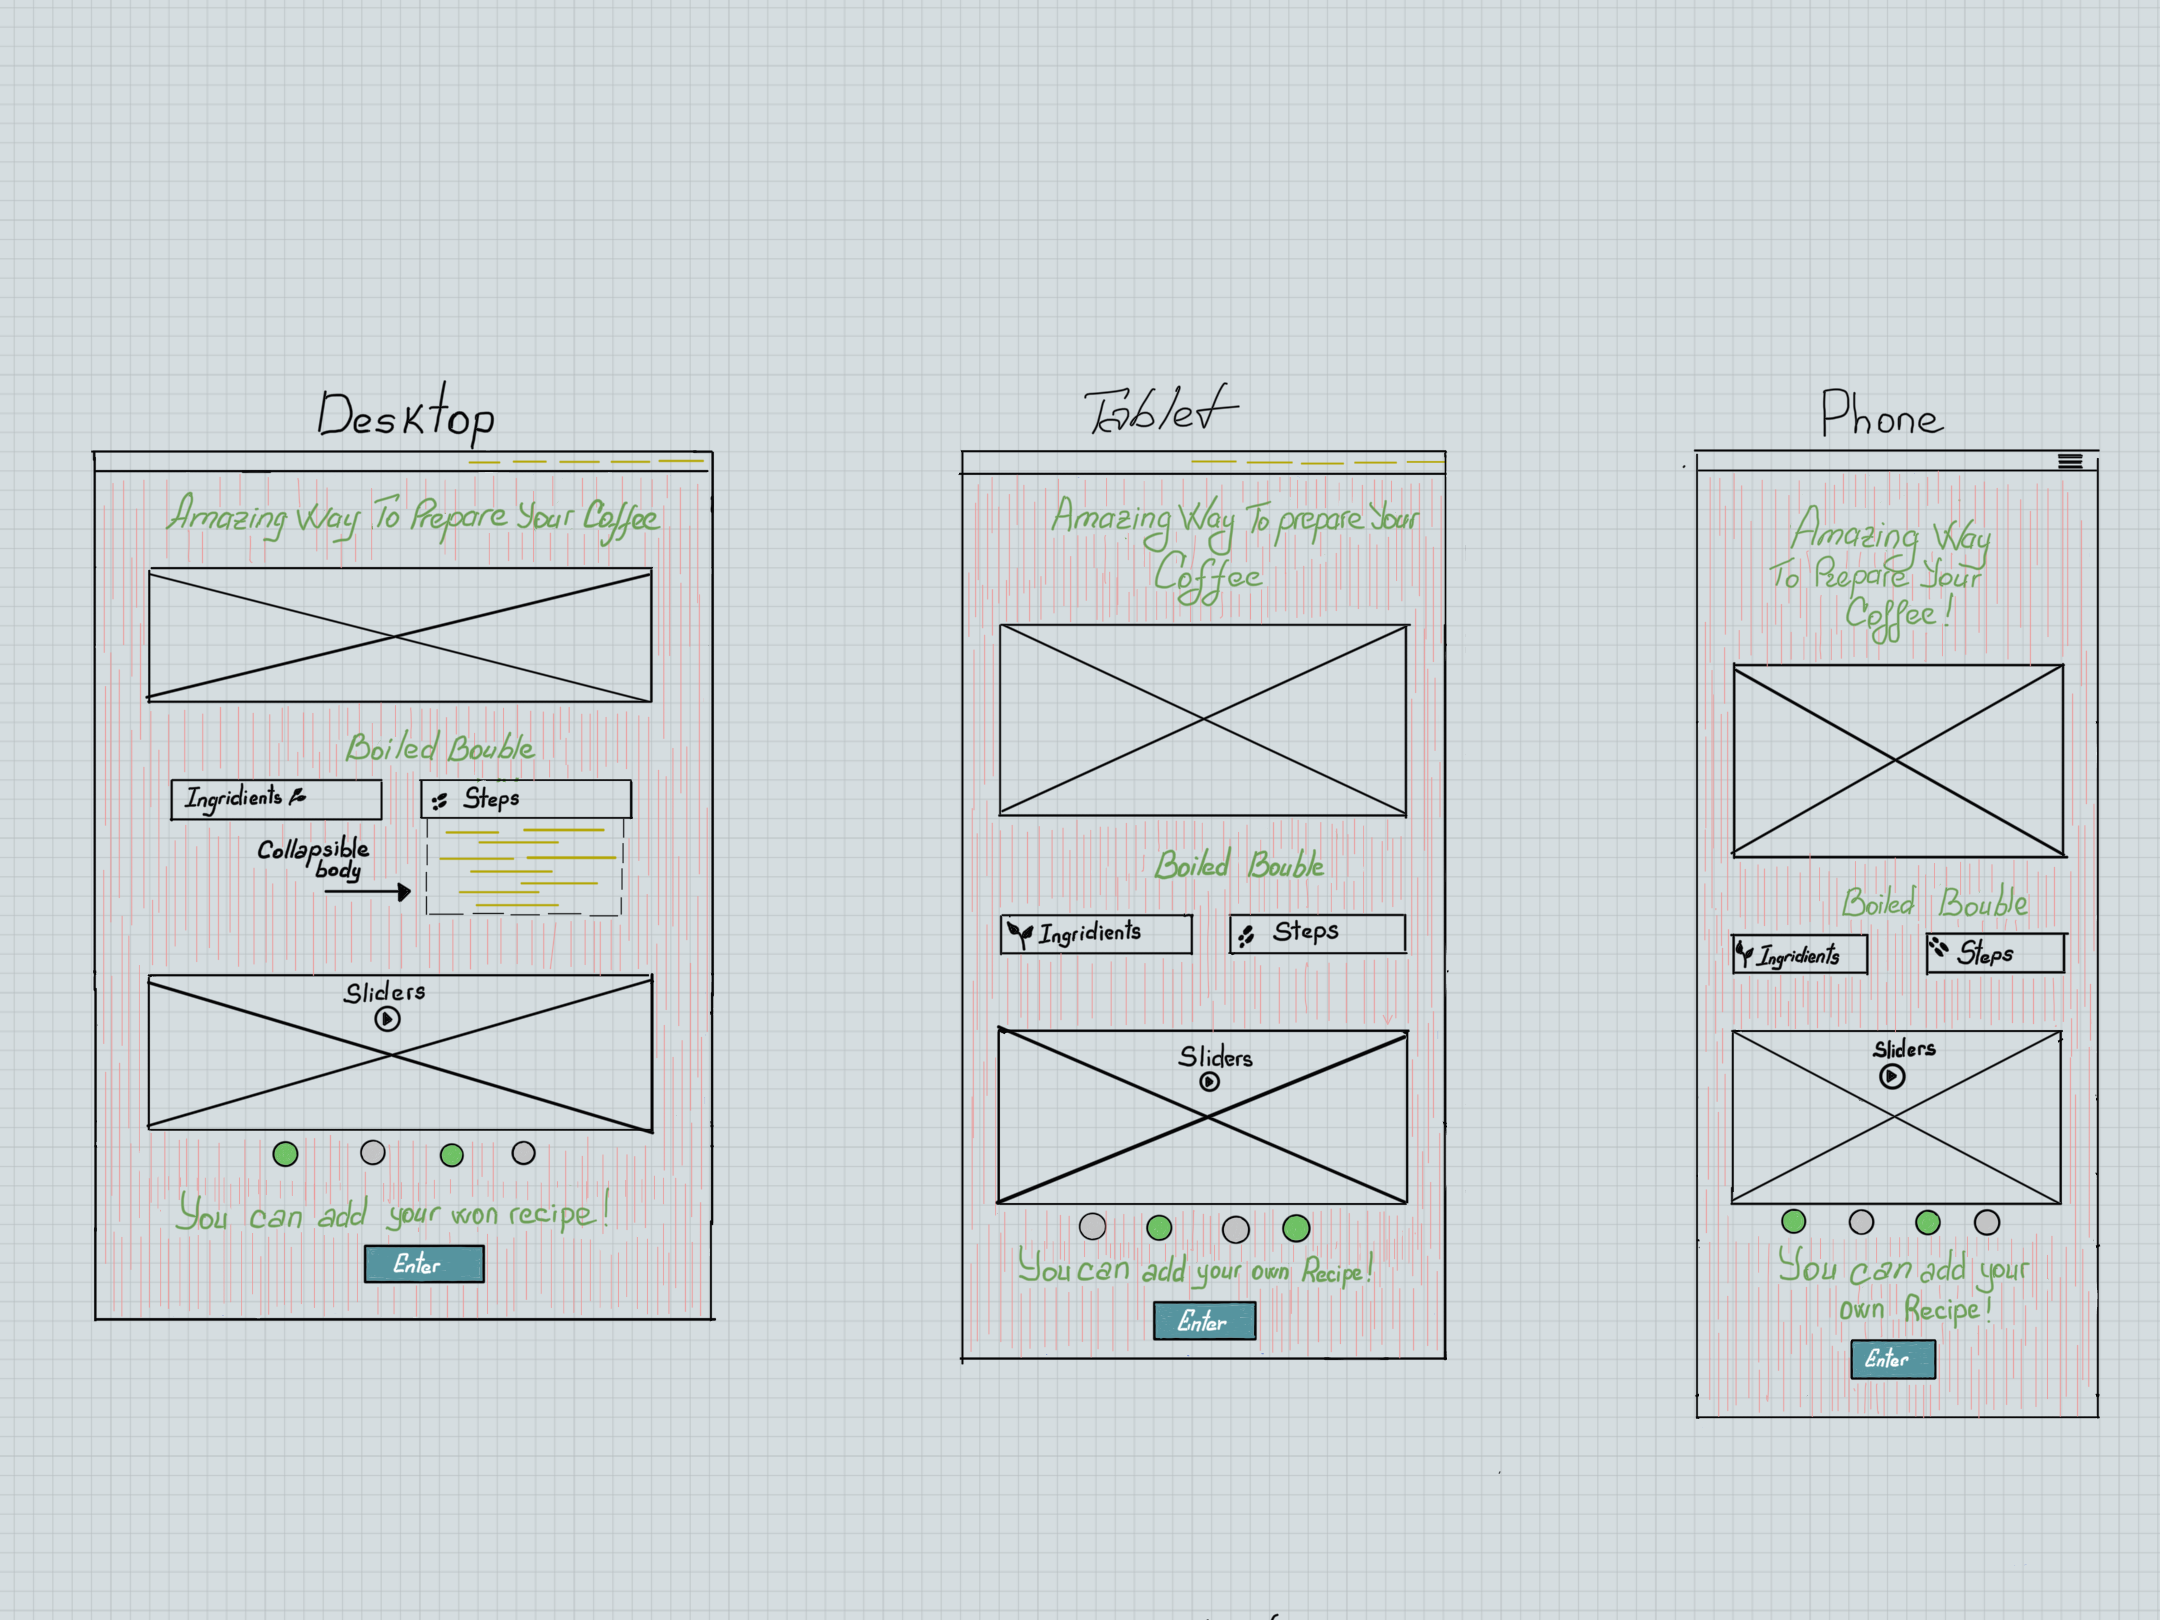 Desktop
Amazing Way To Prepare Your Coffee
Boiled Bouble
Ingridients
Steps
Collapsible
body
Sliders
You can add your won recipe!
Enter
Tablet
Amazing Way To prepare Your
Coffee
Boiled Bouble
Ingridients
Steps
Sliders
You can add your own Recipe!
Enter
Phone
Amazing Way
To Prepare Your
Coffee!
Boiled Bouble
Ingridients
Steps
Sliders
You can add your
own Recipe!
Enter